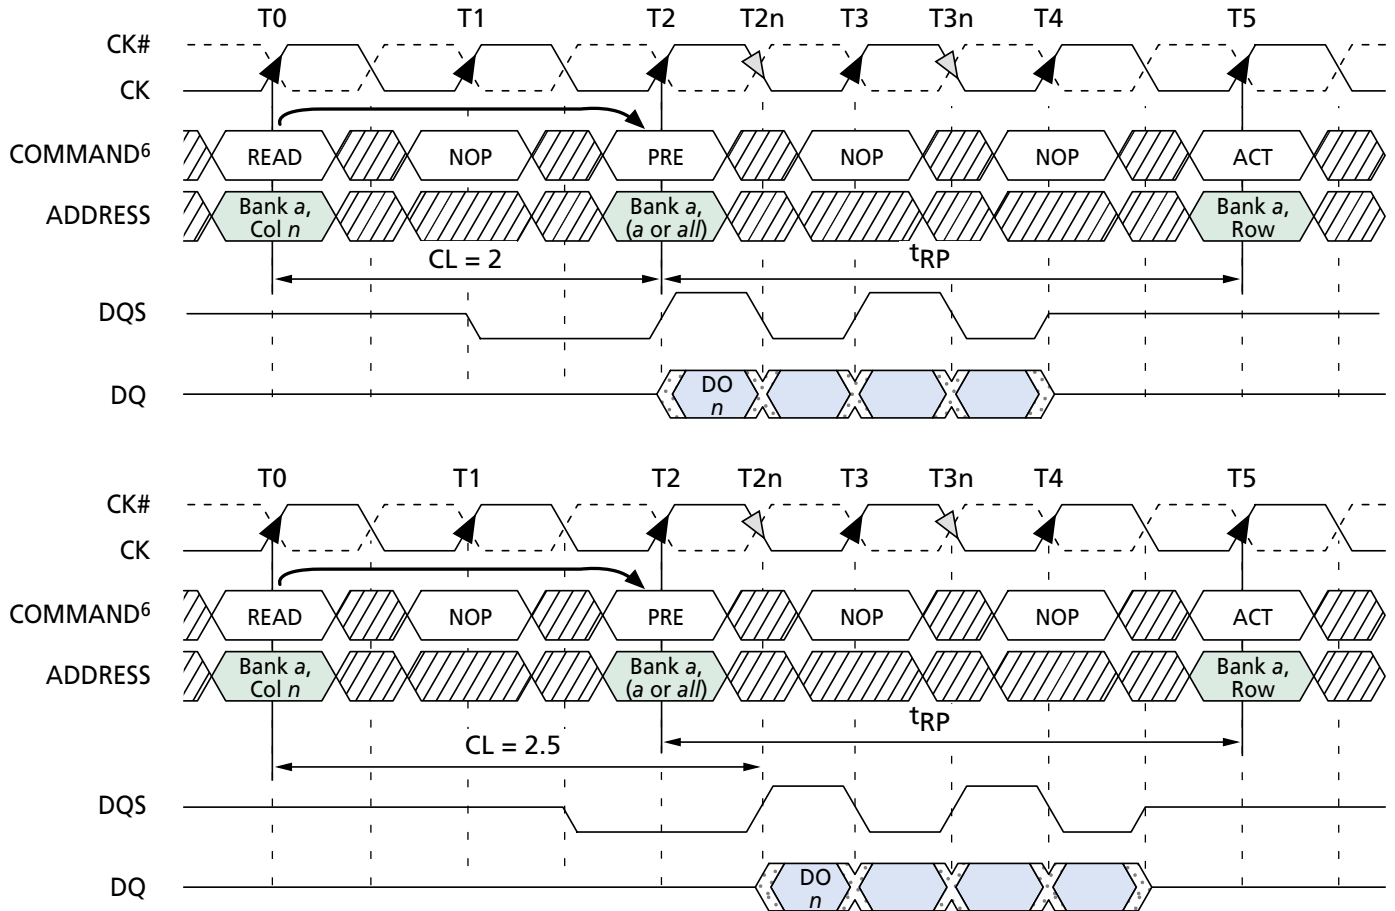 T0 T1 T2 T2n T3 T3n T4 T5
CK#
CK
COMMAND⁶ READ NOP PRE NOP NOP ACT
ADDRESS Bank a, Bank a, Bank a,
Col n (a or all) Row
CL = 2 tRP
DQS
DQ DO
n
T0 T1 T2 T2n T3 T3n T4 T5
CK#
CK
COMMAND⁶ READ NOP PRE NOP NOP ACT
ADDRESS Bank a, Bank a, Bank a,
Col n (a or all) Row
tRP
CL = 2.5
DQS
DQ DO
n